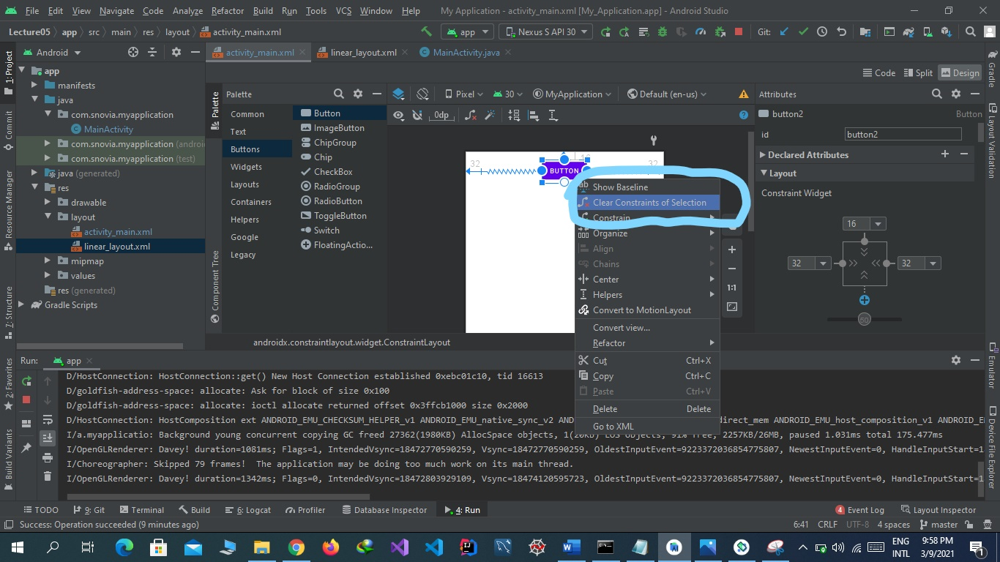 File Edit View Navigate Code Analyze Refactor Build Run Tools VCS Window Help My Application - activity_main.xml [My_Application.app] - Android Studio
Lecture05 app src main res layout activity_main.xml app Nexus S API 30 Git:
Android activity_main.xml linear_layout.xml MainActivity.java
1: Project
Commit
Resource Manager
7: Structure
2: Favorites
Build Variants
app
manifests
java
com.snovia.myapplication
MainActivity
com.snovia.myapplication (androi
com.snovia.myapplication (test)
java (generated)
res
drawable
layout
activity_main.xml
linear_layout.xml
mipmap
values
res (generated)
Gradle Scripts
Code Split Design
Palette
Component Tree
Palette
Common
Text
Buttons
Widgets
Layouts
Containers
Helpers
Google
Legacy
Button
ImageButton
ChipGroup
Chip
CheckBox
RadioGroup
RadioButton
ToggleButton
Switch
FloatingActio...
Pixel 30 MyApplication Default (en-us)
0dp
32 16 32
BUTTON
Show Baseline
Clear Constraints of Selection
Constrain
Organize
Align
Chains
Center
Helpers
Convert to MotionLayout
Convert view...
Refactor
Cut Ctrl+X
Copy Ctrl+C
Paste Ctrl+V
Delete Delete
Go to XML
1:1
Attributes
button2 Button
id button2
Declared Attributes
Layout
Constraint Widget
16
32 32
50
Gradle
Layout Validation
Emulator
Device File Explorer
androidx.constraintlayout.widget.ConstraintLayout
Run: app
D/HostConnection: HostConnection::get() New Host Connection established 0xebc01c10, tid 16613
D/goldfish-address-space: allocate: Ask for block of size 0x100
D/goldfish-address-space: allocate: ioctl allocate returned offset 0x3ffcb1000 size 0x2000
D/HostConnection: HostComposition ext ANDROID_EMU_CHECKSUM_HELPER_v1 ANDROID_EMU_native_sync_v2 AND direct_mem ANDROID_EMU_host_composition_v1 ANDROID_EM
I/a.myapplicatio: Background young concurrent copying GC freed 27362(1980KB) AllocSpace objects, 1(20KB) LOS objects, 91% free, 2257KB/26MB, paused 1.031ms total 175.477ms
I/OpenGLRenderer: Davey! duration=1081ms; Flags=1, IntendedVsync=18472770590259, Vsync=18472770590259, OldestInputEvent=9223372036854775807, NewestInputEvent=0, HandleInputStart=1
I/Choreographer: Skipped 79 frames! The application may be doing too much work on its main thread.
I/OpenGLRenderer: Davey! duration=1342ms; Flags=0, IntendedVsync=18472803929109, Vsync=18474120595723, OldestInputEvent=9223372036854775807, NewestInputEvent=0, HandleInputStart=1
TODO 9: Git Terminal Build 6: Logcat Profiler Database Inspector 4: Run 4 Event Log Layout Inspector
Success: Operation succeeded (9 minutes ago) 6:41 CRLF UTF-8 4 spaces master
ENG 9:58 PM
INTL 3/9/2021 1